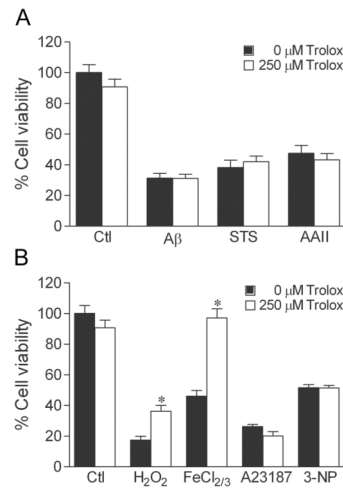 A
120
100
80
60
40
20
0
% Cell viability
0 μM Trolox
250 μM Trolox
Ctl Aβ STS AAII
B
120
100
80
60
40
20
0
% Cell viability
0 μM Trolox
250 μM Trolox
*
*
Ctl H₂O₂ FeCl₂/₃ A23187 3-NP